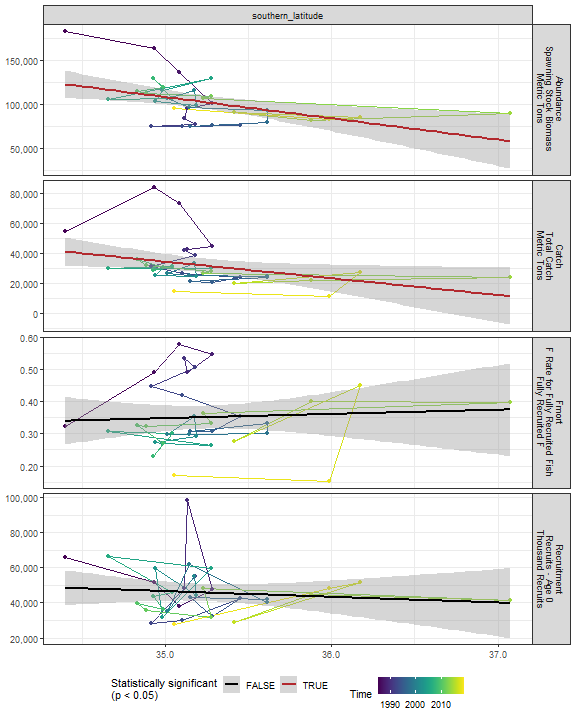 southern_latitude
150,000
100,000
50,000
Abundance
Spawning Stock Biomass
Metric Tons
80,000
60,000
40,000
20,000
0
Catch
Total Catch
Metric Tons
0.60
0.50
0.40
0.30
0.20
Fmort
F Rate for Fully Recruited Fish
Fully Recruited F
100,000
80,000
60,000
40,000
20,000
Recruitment
Recruits - Age 0
Thousand Recruits
35.0 36.0 37.0
Statistically significant
(p < 0.05)
FALSE TRUE
Time
1990 2000 2010